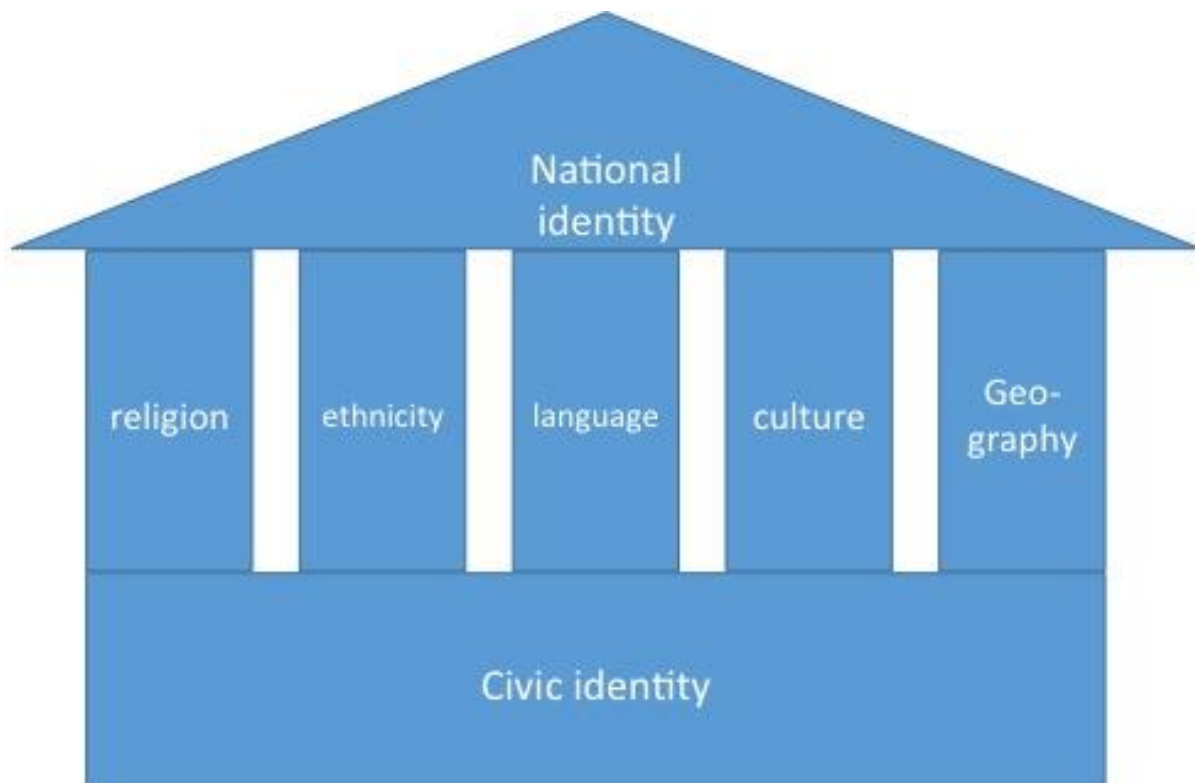 National
identity
religion
ethnicity
language
culture
Geo-
graphy
Civic identity